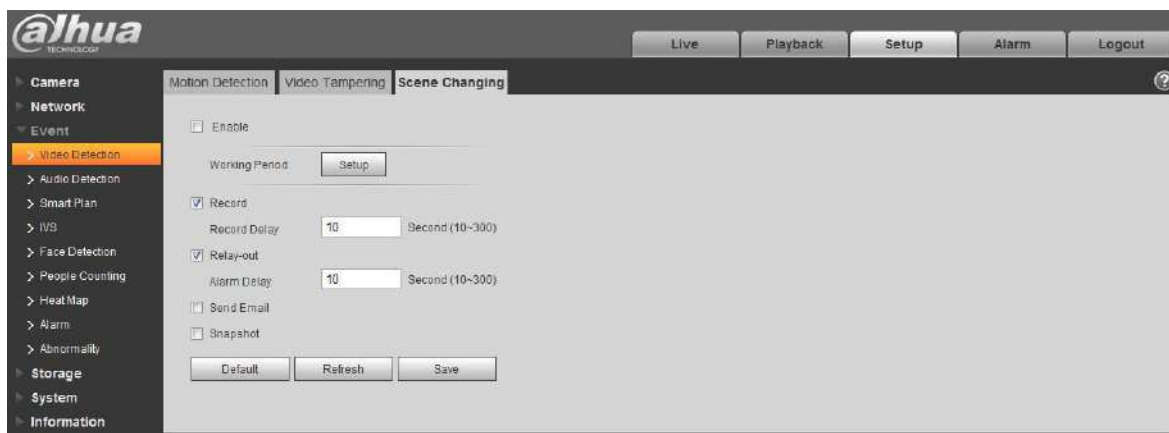 alhua
TECHNOLOGY
Live Playback Setup Alarm Logout
Camera
Network
Event
Video Detection
Audio Detection
Smart Plan
IVS
Face Detection
People Counting
Heat Map
Alarm
Abnormality
Storage
System
Information
Motion Detection Video Tampering Scene Changing
?
Enable
Working Period Setup
Record
Record Delay 10 Second (10~300)
Relay-out
Alarm Delay 10 Second (10~300)
Send Email
Snapshot
Default Refresh Save